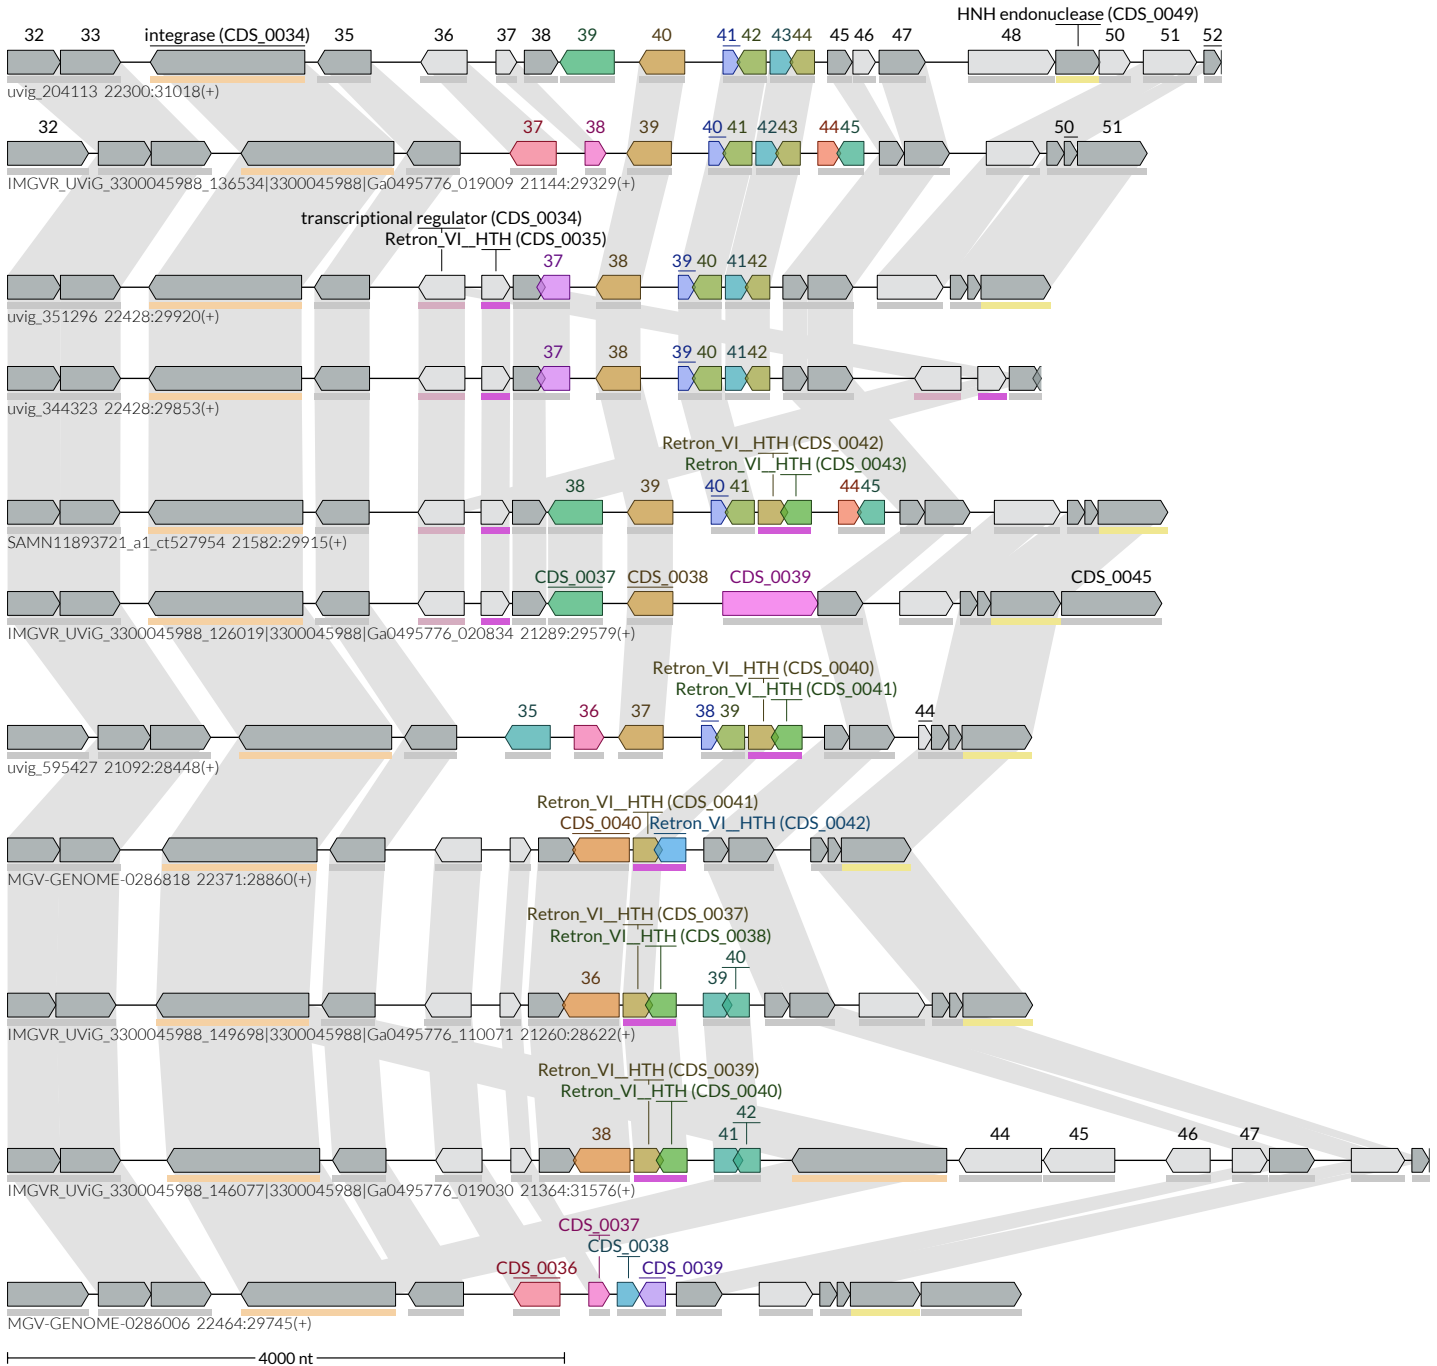 HNH endonuclease (CDS_0049)
32 33 integrase (CDS_0034) 35 36 37 38 39 40 41 42 43 44 45 46 47 48 50 51 52
uvig_204113 22300:31018(+)
32 37 38 39 40 41 42 43 44 45 50 51
IMGVR_UViG_3300045988_136534|3300045988|Ga0495776_019009 21144:29329(+)
transcriptional regulator (CDS_0034)
Retron_VI__HTH (CDS_0035)
37 38 39 40 41 42
uvig_351296 22428:29920(+)
37 38 39 40 41 42
uvig_344323 22428:29853(+)
Retron_VI__HTH (CDS_0042)
Retron_VI__HTH (CDS_0043)
38 39 40 41 44 45
SAMN11893721_a1_ct527954 21582:29915(+)
CDS_0037 CDS_0038 CDS_0039 CDS_0045
IMGVR_UViG_3300045988_126019|3300045988|Ga0495776_020834 21289:29579(+)
Retron_VI__HTH (CDS_0040)
Retron_VI__HTH (CDS_0041)
35 36 37 38 39 44
uvig_595427 21092:28448(+)
Retron_VI__HTH (CDS_0041)
CDS_0040 Retron_VI__HTH (CDS_0042)
MGV-GENOME-0286818 22371:28860(+)
Retron_VI__HTH (CDS_0037)
Retron_VI__HTH (CDS_0038)
40
36 39
IMGVR_UViG_3300045988_149698|3300045988|Ga0495776_110071 21260:28622(+)
Retron_VI__HTH (CDS_0039)
Retron_VI__HTH (CDS_0040)
42
38 41 44 45 46 47
IMGVR_UViG_3300045988_146077|3300045988|Ga0495776_019030 21364:31576(+)
CDS_0037
CDS_0038
CDS_0036 CDS_0039
MGV-GENOME-0286006 22464:29745(+)
4000 nt